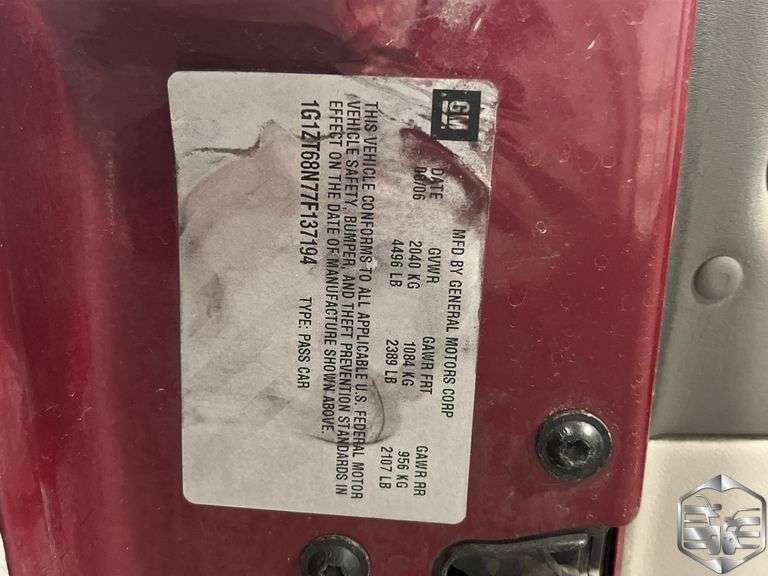 GM
MFD BY GENERAL MOTORS CORP
DATE GVWR GAWR FRT GAWR RR
/06 2040 KG 1084 KG 956 KG
4496 LB 2389 LB 2107 LB
THIS VEHICLE CONFORMS TO ALL APPLICABLE U.S. FEDERAL MOTOR
VEHICLE SAFETY, BUMPER, AND THEFT PREVENTION STANDARDS IN
EFFECT ON THE DATE OF MANUFACTURE SHOWN ABOVE.
1G1ZT68N77F137194 TYPE: PASS CAR